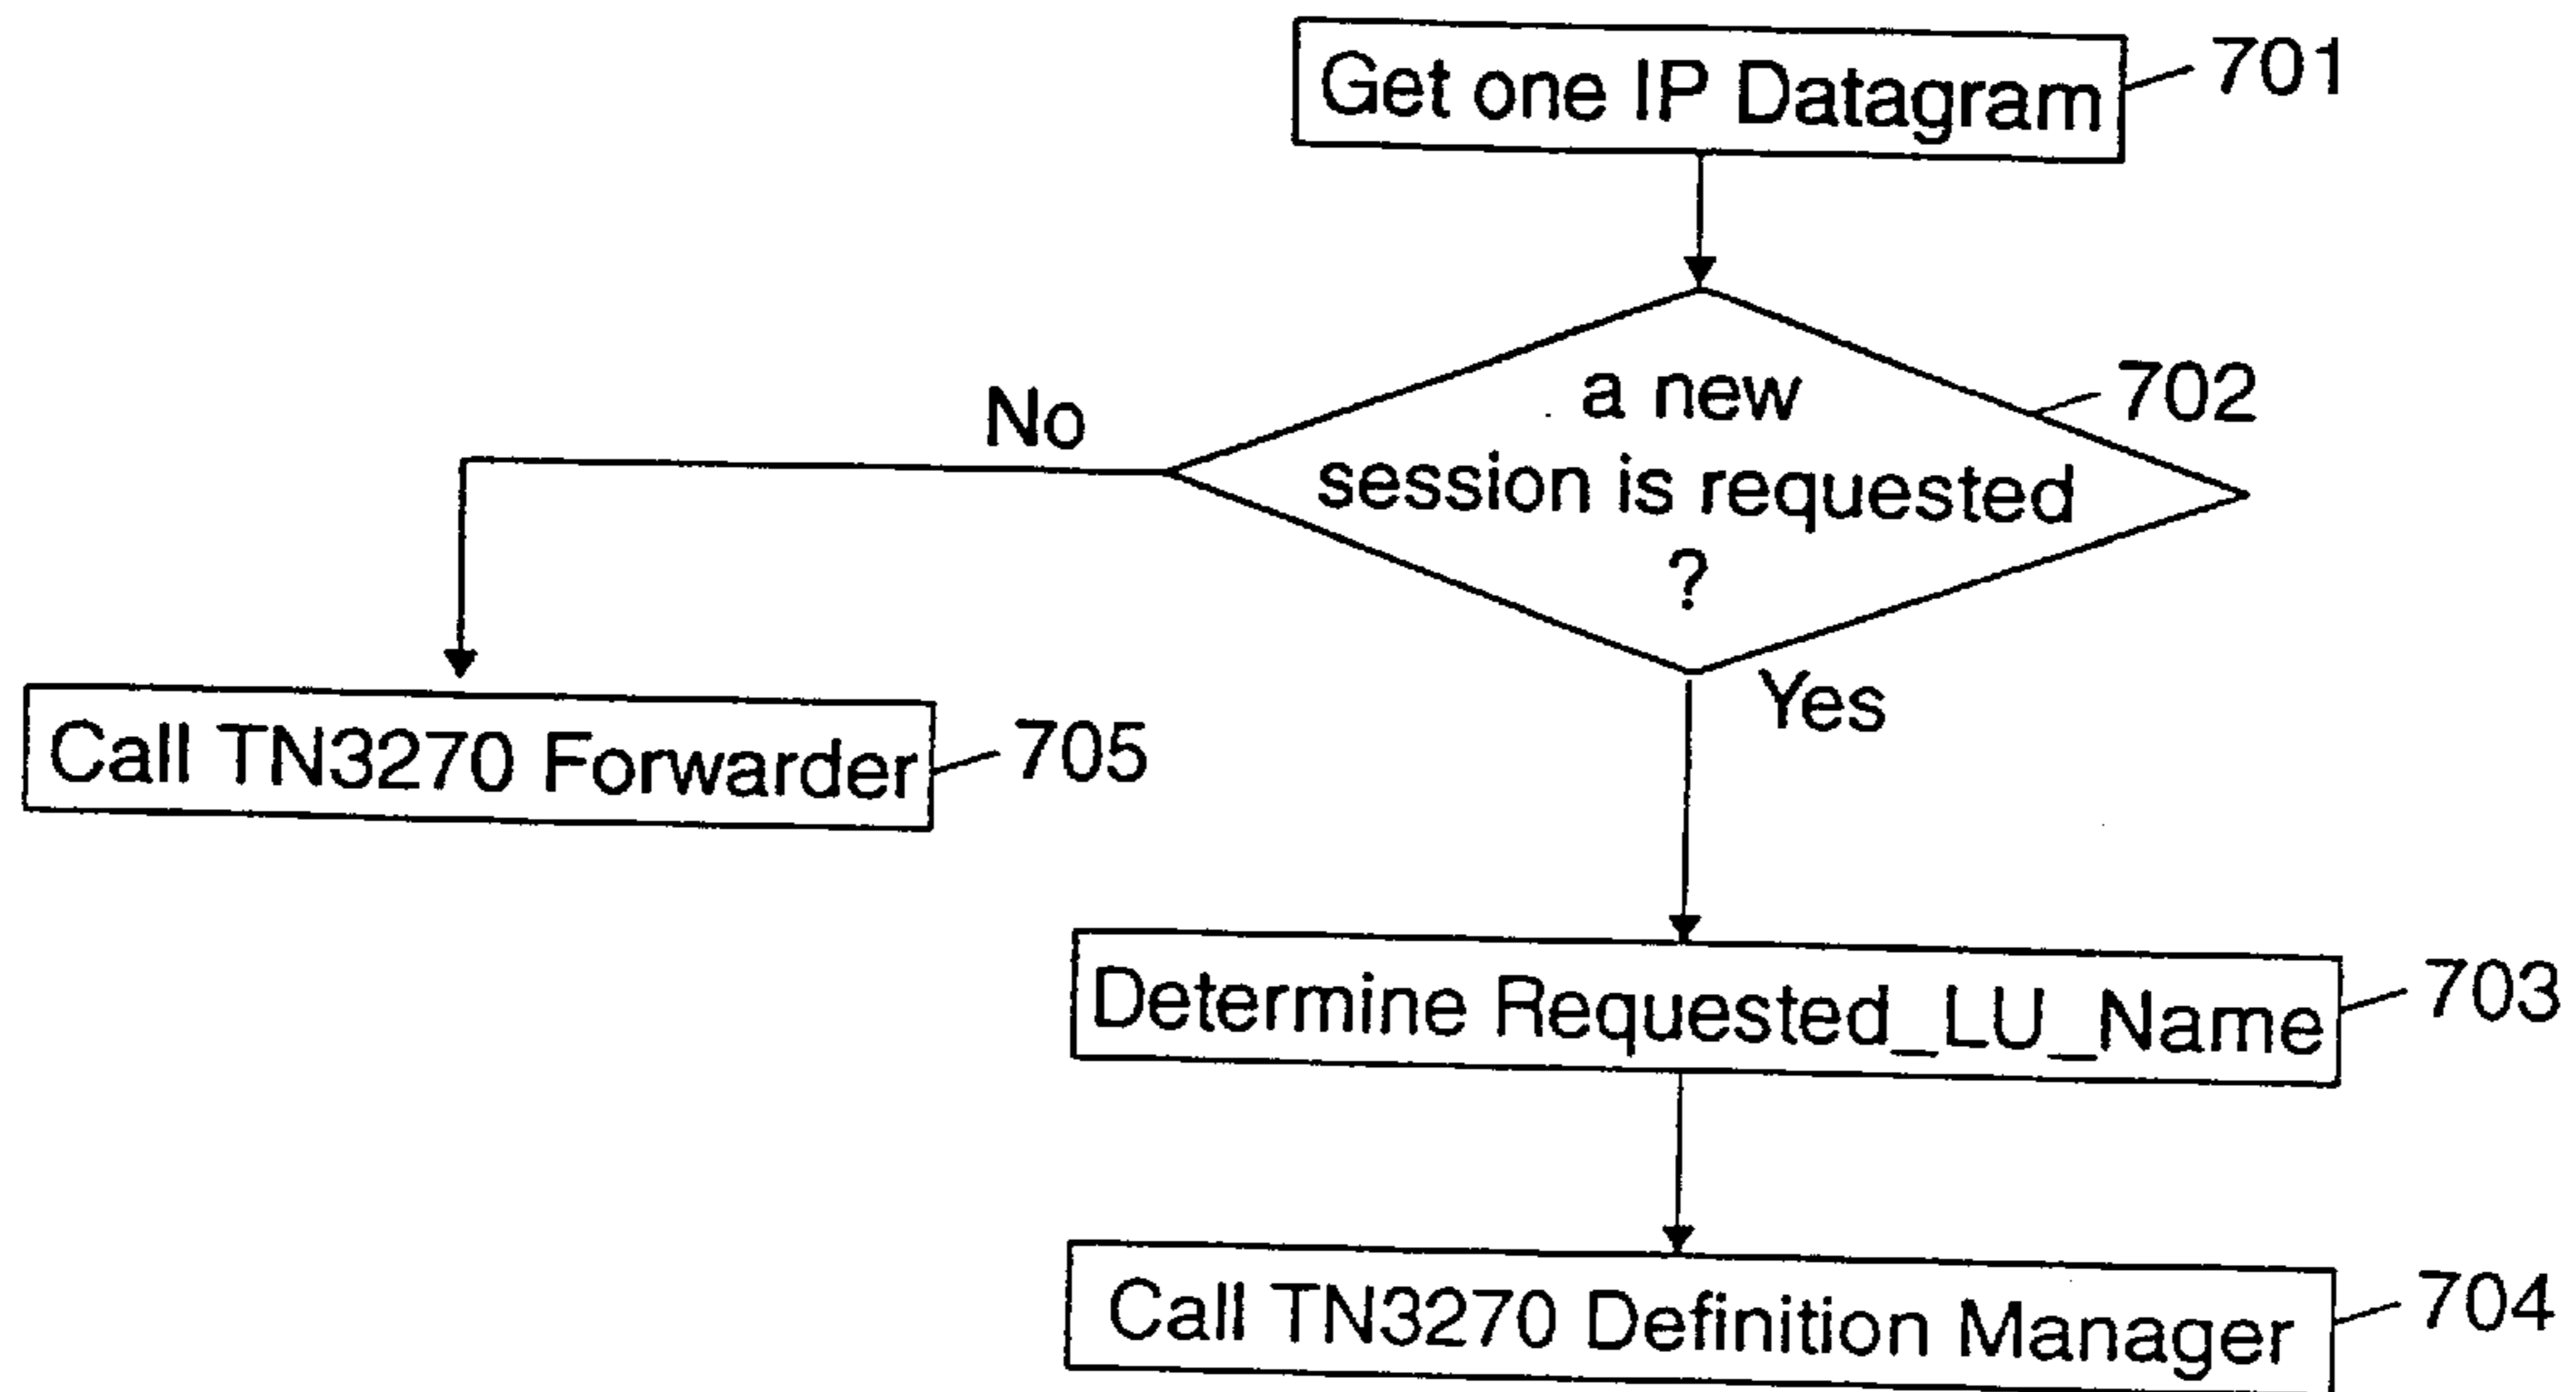 Get one IP Datagram
701
a new
session is requested
?
702
No
Yes
Call TN3270 Forwarder
705
Determine Requested_LU_Name
703
Call TN3270 Definition Manager
704